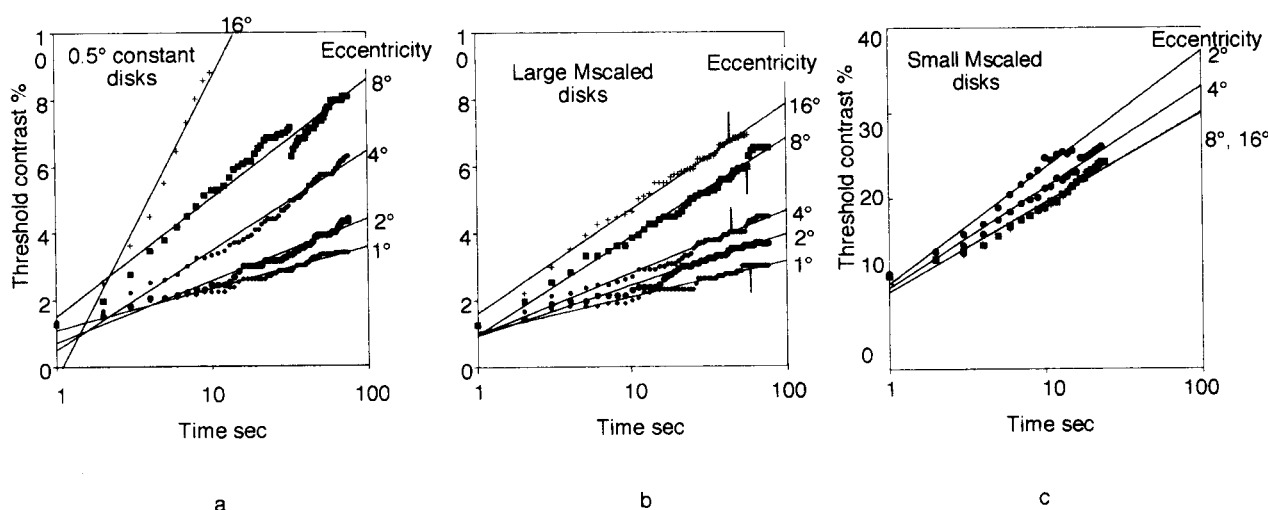 16°
0.5° constant
disks
Eccentricity
8°
4°
2°
1°
Threshold contrast %
1
0
8
6
4
2
0
1
10
100
Time sec
a
Large Mscaled
disks
Eccentricity
16°
8°
4°
2°
1°
1
0
8
6
4
2
0
1
10
100
Time sec
b
Small Mscaled
disks
Eccentricity
2°
4°
8°, 16°
Threshold contrast %
40
30
20
10
0
1
10
100
Time sec
c